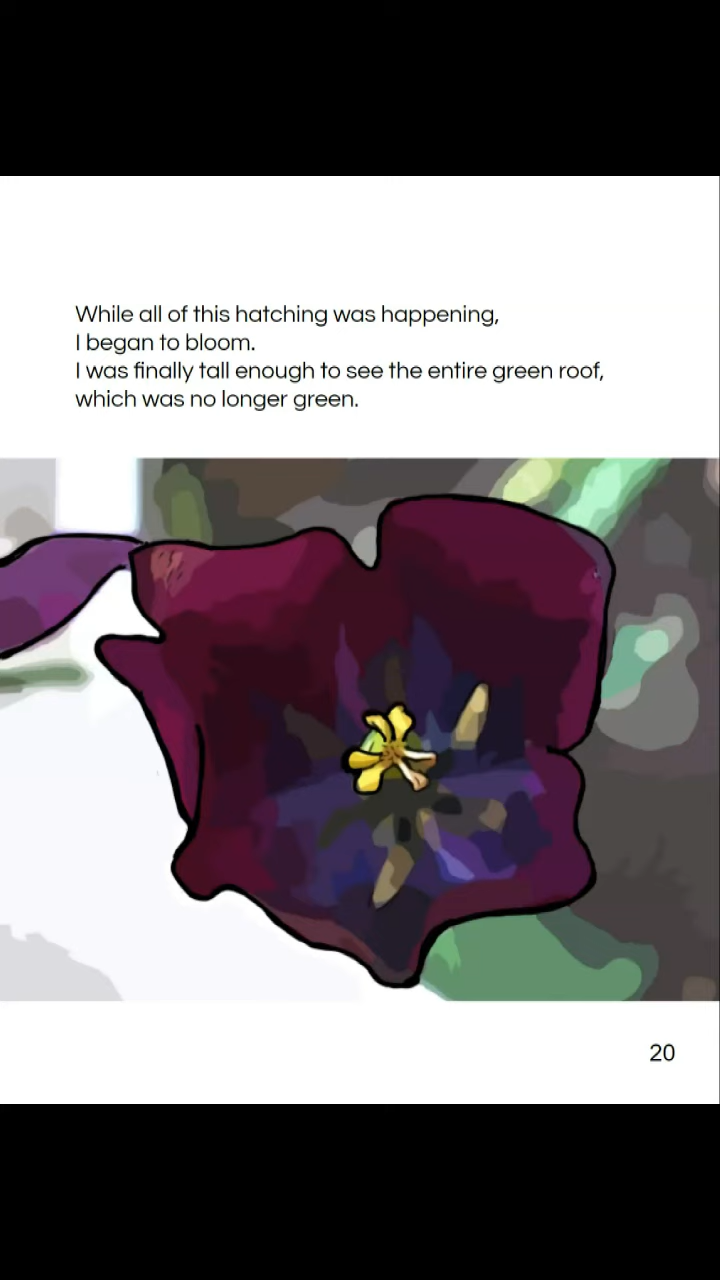 While all of this hatching was happening,
I began to bloom.
I was finally tall enough to see the entire green roof,
which was no longer green.
20